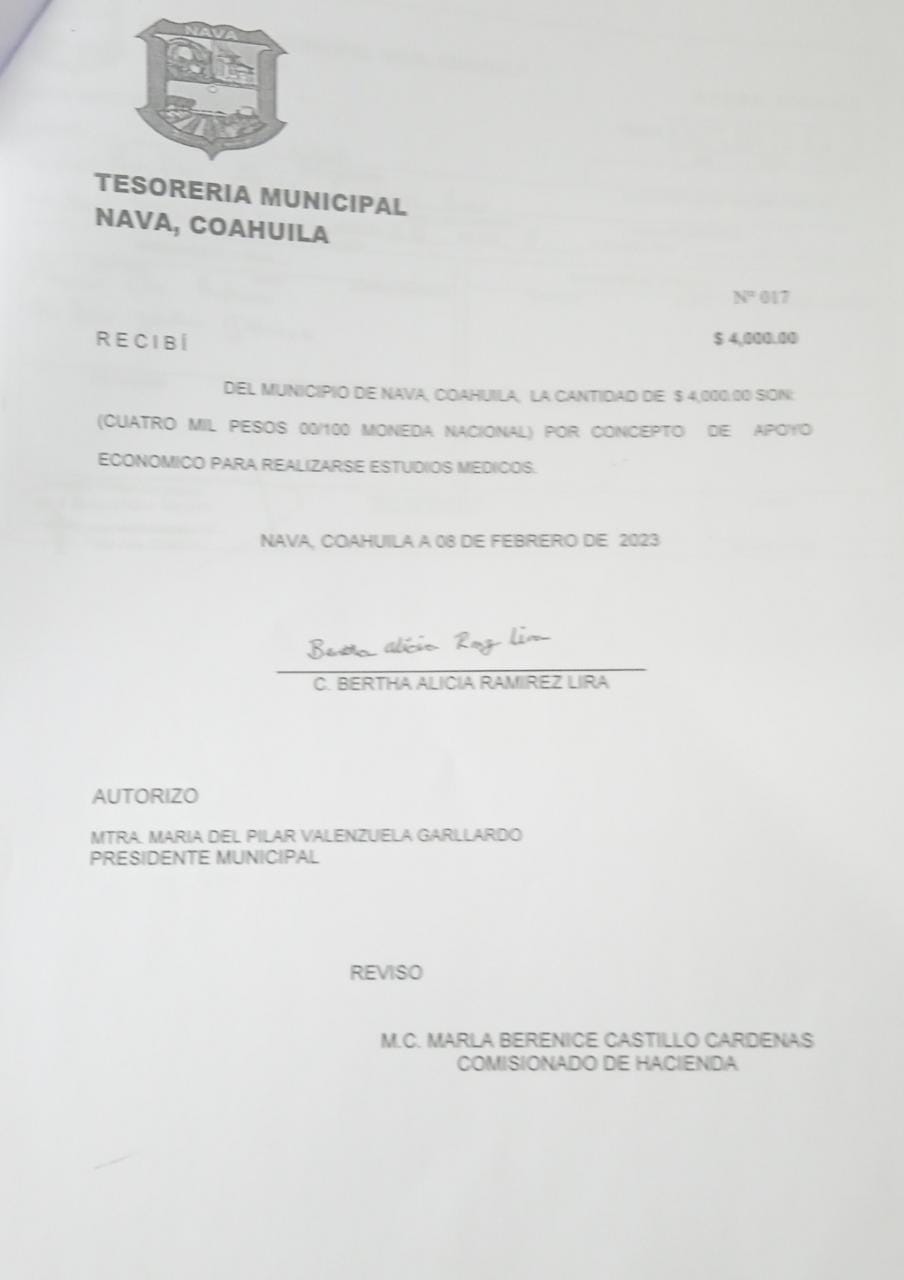 NAVA
TESORERIA MUNICIPAL
NAVA, COAHUILA
N° 017
RECIBÍ
$ 4,000.00
DEL MUNICIPIO DE NAVA, COAHUILA, LA CANTIDAD DE $ 4,000.00 SON:
(CUATRO MIL PESOS 00/100 MONEDA NACIONAL) POR CONCEPTO DE APOYO
ECONOMICO PARA REALIZARSE ESTUDIOS MEDICOS.
NAVA, COAHUILA A 08 DE FEBRERO DE 2023
Bertha Alicia Rmz Lira
C. BERTHA ALICIA RAMIREZ LIRA
AUTORIZO
MTRA. MARIA DEL PILAR VALENZUELA GARLLARDO
PRESIDENTE MUNICIPAL
REVISO
M.C. MARLA BERENICE CASTILLO CARDENAS
COMISIONADO DE HACIENDA